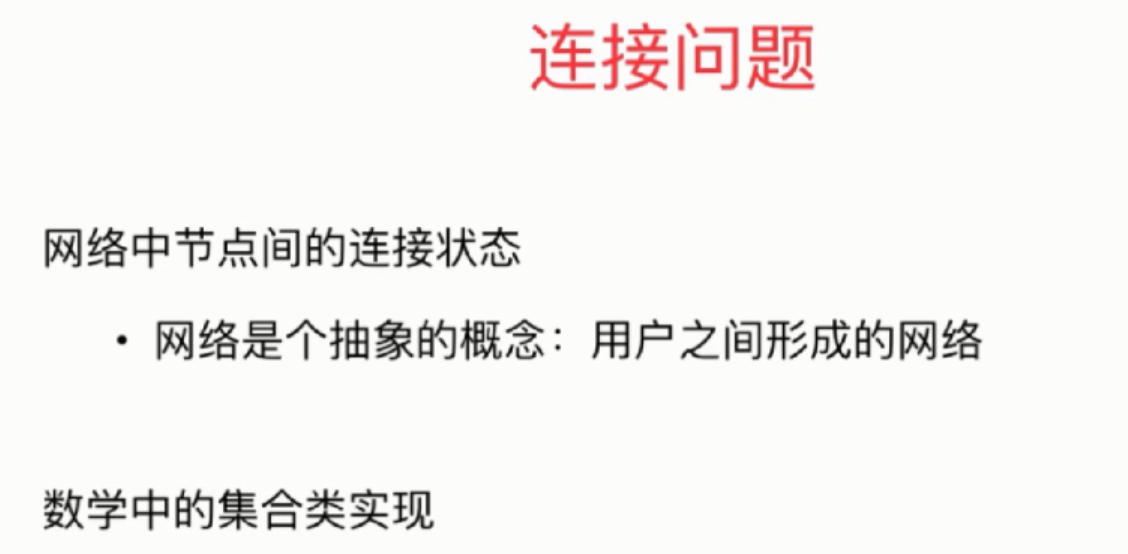 连接问题
网络中节点间的连接状态
• 网络是个抽象的概念：用户之间形成的网络
数学中的集合类实现